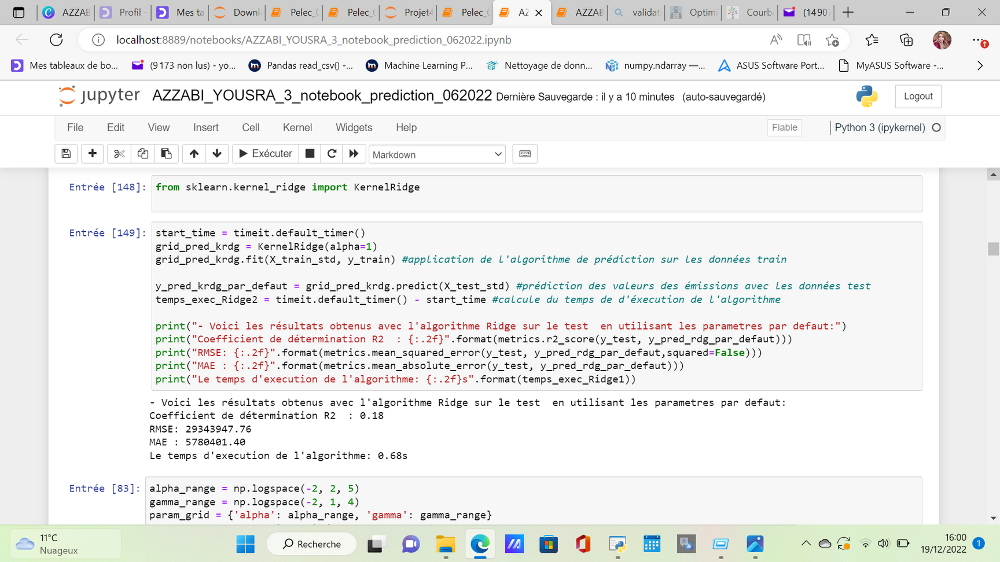 AZZAB
Profil -
Mes ta
Downl
Pelec_0
Pelec_0
Projet4
Pelec_0
AZ
AZZAB
validat
Optimi
Courb
(14 907
localhost:8889/notebooks/AZZABI_YOUSRA_3_notebook_prediction_062022.ipynb
Mes tableaux de bo...
(9 173 non lus) - yo...
Pandas read_csv() -...
Machine Learning P...
Nettoyage de donn...
numpy.ndarray —...
ASUS Software Port...
MyASUS Software -...
jupyter AZZABI_YOUSRA_3_notebook_prediction_062022 Dernière Sauvegarde : il y a 10 minutes (auto-sauvegardé)
Logout
File Edit View Insert Cell Kernel Widgets Help
Fiable
Python 3 (ipykernel)
Exécuter
Markdown
Entrée [148]: from sklearn.kernel_ridge import KernelRidge
Entrée [149]: start_time = timeit.default_timer()
grid_pred_krdg = KernelRidge(alpha=1)
grid_pred_krdg.fit(X_train_std, y_train) #application de l'algorithme de prédiction sur les données train
y_pred_krdg_par_defaut = grid_pred_krdg.predict(X_test_std) #prédiction des valeurs des émissions avec les données test
temps_exec_Ridge2 = timeit.default_timer() - start_time #calcule du temps de d'éxecution de l'algorithme
print("- Voici les résultats obtenus avec l'algorithme Ridge sur le test  en utilisant les parametres par defaut:")
print("Coefficient de détermination R2  : {:.2f}".format(metrics.r2_score(y_test, y_pred_rdg_par_defaut)))
print("RMSE: {:.2f}".format(metrics.mean_squared_error(y_test, y_pred_rdg_par_defaut,squared=False)))
print("MAE : {:.2f}".format(metrics.mean_absolute_error(y_test, y_pred_rdg_par_defaut)))
print("Le temps d'execution de l'algorithme: {:.2f}s".format(temps_exec_Ridge1))
- Voici les résultats obtenus avec l'algorithme Ridge sur le test  en utilisant les parametres par defaut:
Coefficient de détermination R2  : 0.18
RMSE: 29343947.76
MAE : 5780401.40
Le temps d'execution de l'algorithme: 0.68s
Entrée [83]: alpha_range = np.logspace(-2, 2, 5)
gamma_range = np.logspace(-2, 1, 4)
param_grid = {'alpha': alpha_range, 'gamma': gamma_range}
11°C
Nuageux
Recherche
16:00
19/12/2022
1